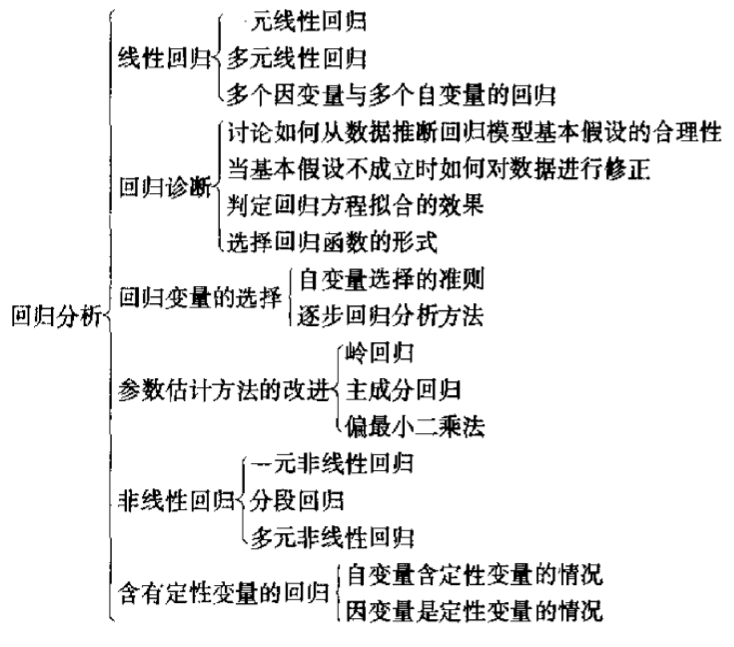 一元线性回归
线性回归
多元线性回归
多个因变量与多个自变量的回归
讨论如何从数据推断回归模型基本假设的合理性
当基本假设不成立时如何对数据进行修正
回归诊断
判定回归方程拟合的效果
选择回归函数的形式
自变量选择的准则
回归变量的选择
逐步回归分析方法
回归分析
岭回归
参数估计方法的改进
主成分回归
偏最小二乘法
一元非线性回归
非线性回归
分段回归
多元非线性回归
自变量含定性变量的情况
含有定性变量的回归
因变量是定性变量的情况